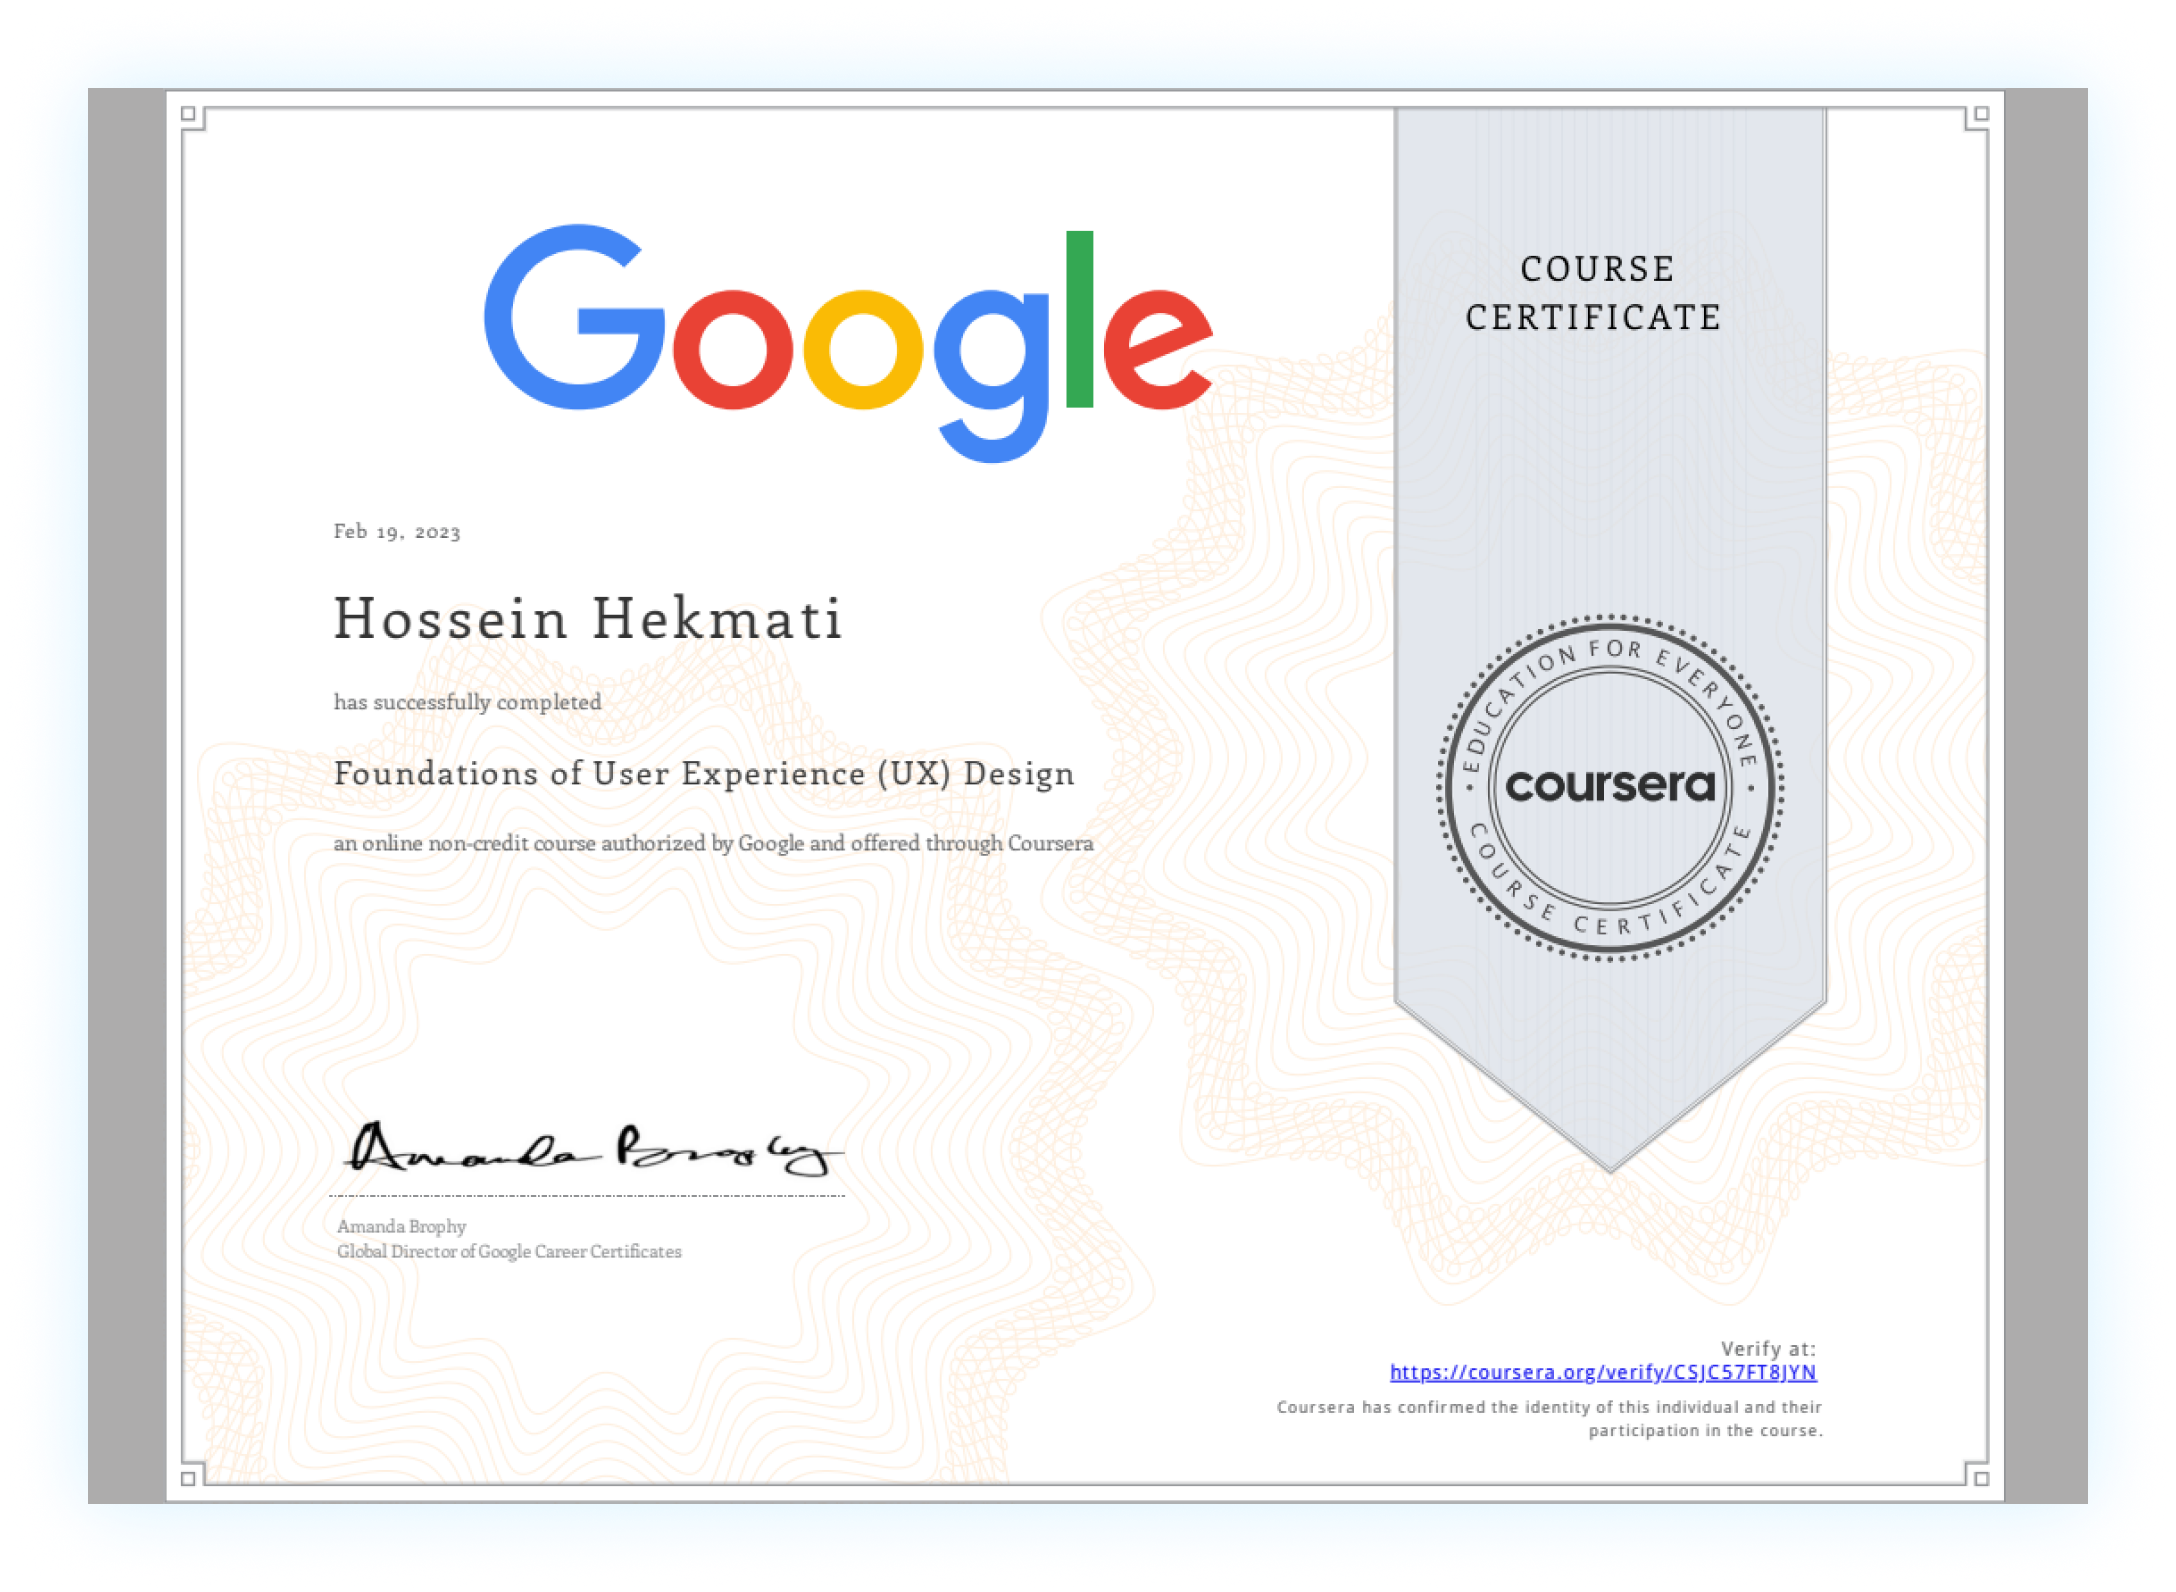 Google
COURSE
CERTIFICATE
Feb 19, 2023
Hossein Hekmati
has successfully completed
Foundations of User Experience (UX) Design
an online non-credit course authorized by Google and offered through Coursera
EDUCATION FOR EVERYONE
coursera
COURSE CERTIFICATE
Amanda Brophy
Amanda Brophy
Global Director of Google Career Certificates
Verify at:
https://coursera.org/verify/CSJC57FT8JYN
Coursera has confirmed the identity of this individual and their
participation in the course.